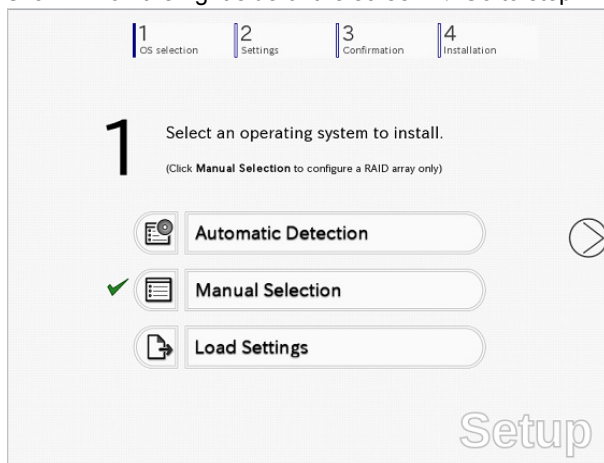 1
OS selection
2
Settings
3
Confirmation
4
Installation
1
Select an operating system to install.
(Click Manual Selection to configure a RAID array only)
Automatic Detection
Manual Selection
Load Settings
Setup